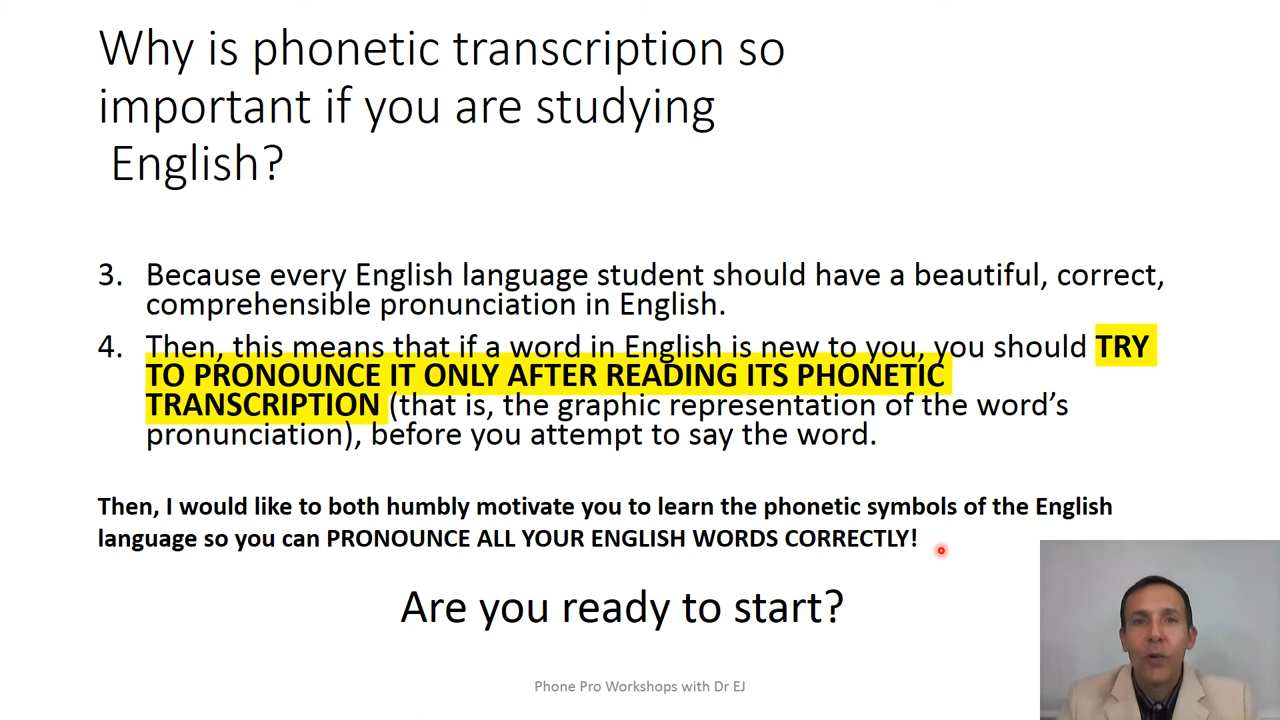 Why is phonetic transcription so
important if you are studying
English?
3. Because every English language student should have a beautiful, correct,
comprehensible pronunciation in English.
4. Then, this means that if a word in English is new to you, you should TRY
TO PRONOUNCE IT ONLY AFTER READING ITS PHONETIC
TRANSCRIPTION (that is, the graphic representation of the word’s
pronunciation), before you attempt to say the word.
Then, I would like to both humbly motivate you to learn the phonetic symbols of the English
language so you can PRONOUNCE ALL YOUR ENGLISH WORDS CORRECTLY!
Are you ready to start?
Phone Pro Workshops with Dr EJ